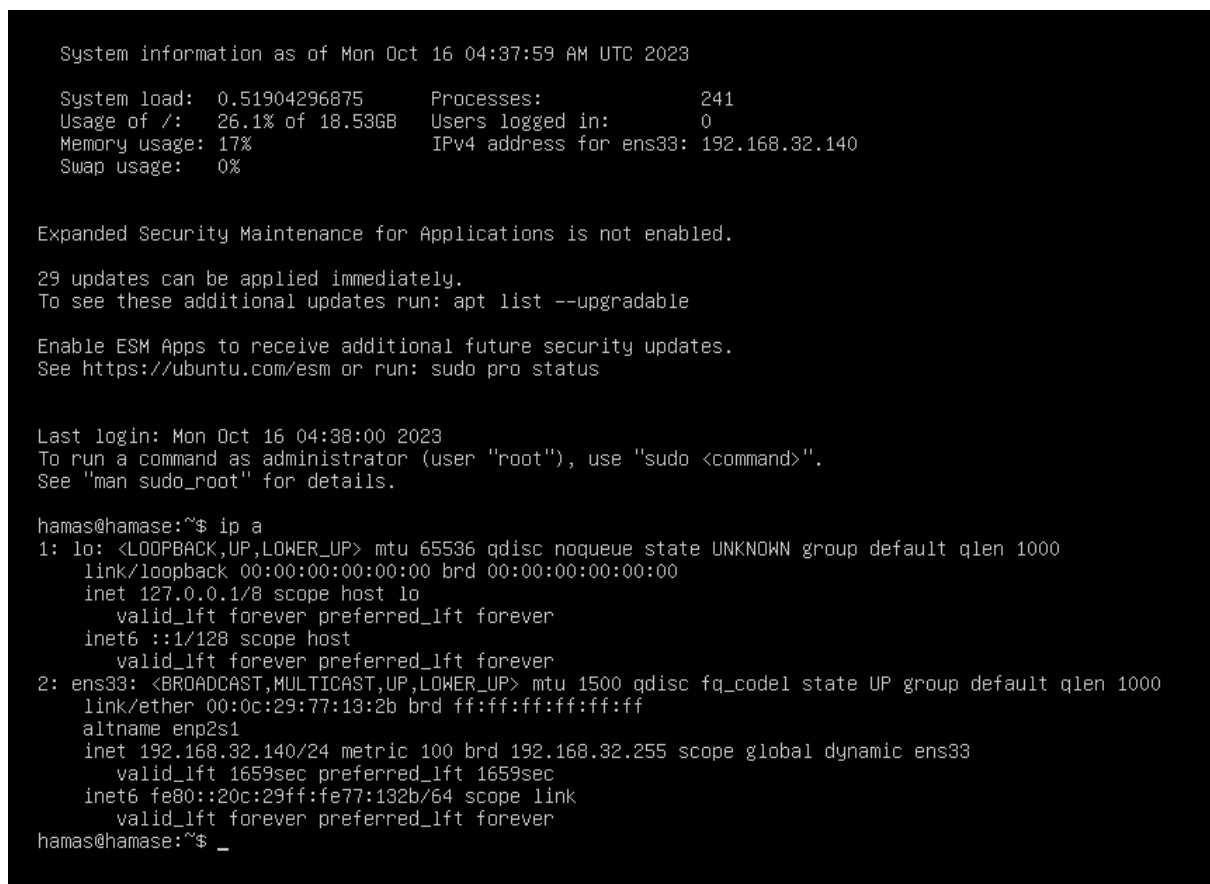 System information as of Mon Oct 16 04:37:59 AM UTC 2023
System load: 0.51904296875 Processes: 241
Usage of /: 26.1% of 18.53GB Users logged in: 0
Memory usage: 17% IPv4 address for ens33: 192.168.32.140
Swap usage: 0%
Expanded Security Maintenance for Applications is not enabled.
29 updates can be applied immediately.
To see these additional updates run: apt list --upgradable
Enable ESM Apps to receive additional future security updates.
See https://ubuntu.com/esm or run: sudo pro status
Last login: Mon Oct 16 04:38:00 2023
To run a command as administrator (user "root"), use "sudo <command>".
See "man sudo_root" for details.
hamas@hamase:~$ ip a
1: lo: <LOOPBACK,UP,LOWER_UP> mtu 65536 qdisc noqueue state UNKNOWN group default qlen 1000
link/loopback 00:00:00:00:00:00 brd 00:00:00:00:00:00
inet 127.0.0.1/8 scope host lo
valid_lft forever preferred_lft forever
inet6 ::1/128 scope host
valid_lft forever preferred_lft forever
2: ens33: <BROADCAST,MULTICAST,UP,LOWER_UP> mtu 1500 qdisc fq_codel state UP group default qlen 1000
link/ether 00:0c:29:77:13:2b brd ff:ff:ff:ff:ff:ff
altname enp2s1
inet 192.168.32.140/24 metric 100 brd 192.168.32.255 scope global dynamic ens33
valid_lft 1659sec preferred_lft 1659sec
inet6 fe80::20c:29ff:fe77:132b/64 scope link
valid_lft forever preferred_lft forever
hamas@hamase:~$ _